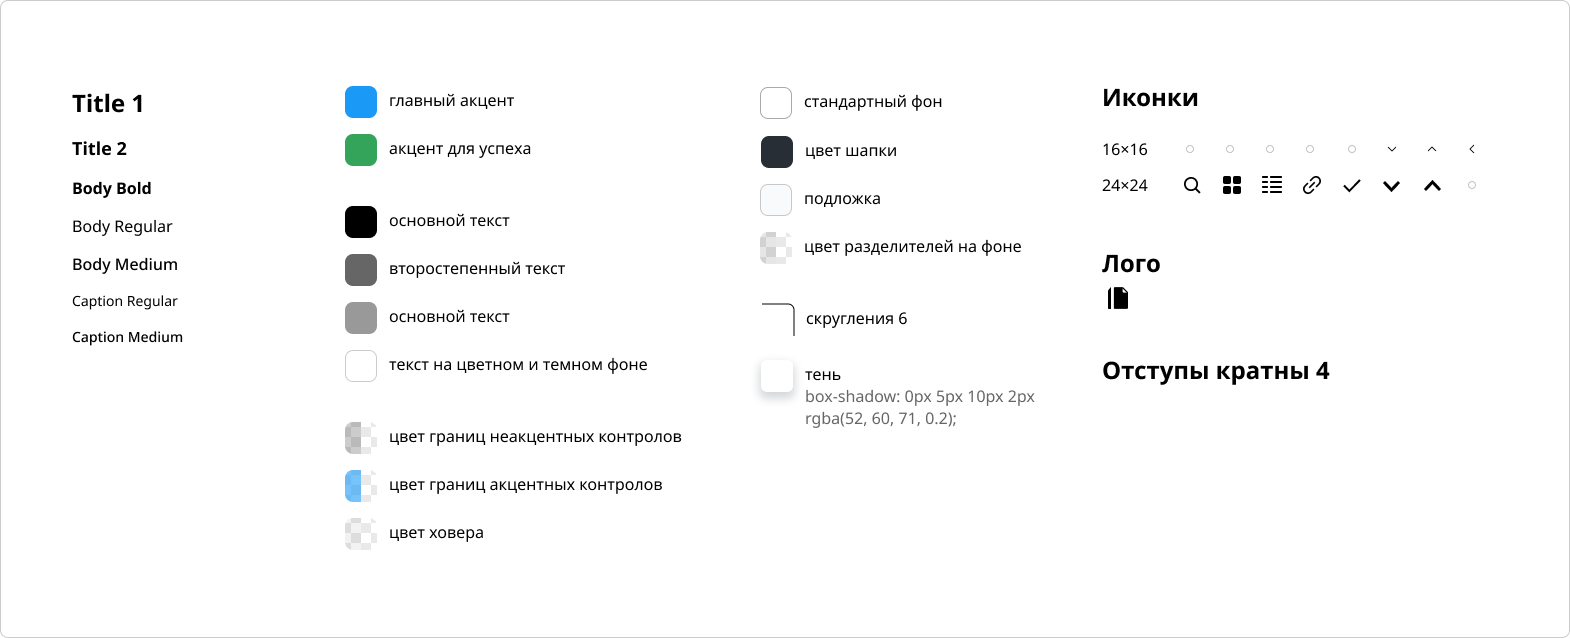 Title 1
Title 2
Body Bold
Body Regular
Body Medium
Caption Regular
Caption Medium
главный акцент
акцент для успеха
основной текст
второстепенный текст
основной текст
текст на цветном и темном фоне
цвет границ неакцентных контролов
цвет границ акцентных контролов
цвет ховера
стандартный фон
цвет шапки
подложка
цвет разделителей на фоне
скругления 6
тень
box-shadow: 0px 5px 10px 2px
rgba(52, 60, 71, 0.2);
Иконки
16×16
24×24
Лого
Отступы кратны 4